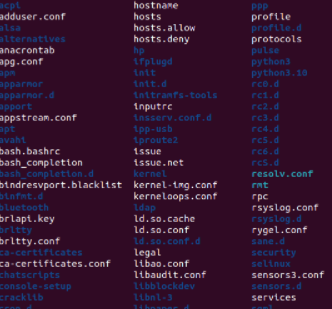 acpi hostname ppp
adduser.conf hosts profile
alsa hosts.allow profile.d
alternatives hosts.deny protocols
anacrontab hp pulse
apg.conf ifplugd python3
apm init python3.10
apparmor init.d rc0.d
apparmor.d initramfs-tools rc1.d
apport inputrc rc2.d
appstream.conf insserv.conf.d rc3.d
apt ipp-usb rc4.d
avahi iproute2 rc5.d
bash.bashrc issue rc6.d
bash_completion issue.net rcS.d
bash_completion.d kernel resolv.conf
bindresvport.blacklist kernel-img.conf rmt
binfmt.d kerneloops.conf rpc
bluetooth ldap rsyslog.conf
brlapi.key ld.so.cache rsyslog.d
brltty ld.so.conf rygel.conf
brltty.conf ld.so.conf.d sane.d
ca-certificates legal security
ca-certificates.conf libao.conf selinux
chatscripts libaudit.conf sensors3.conf
console-setup libblockdev sensors.d
cracklib libnl-3 services